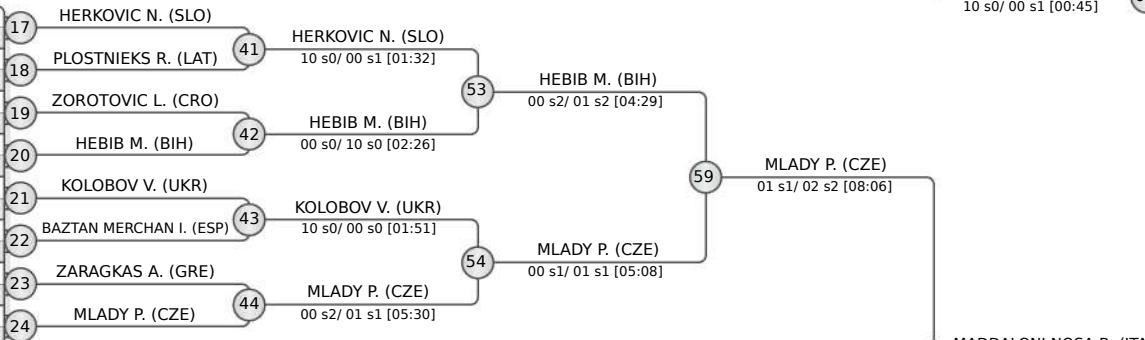 10 s0/ 00 s1 [00:45]
17
HERKOVIC N. (SLO)
18
PLOSTNIEKS R. (LAT)
41
HERKOVIC N. (SLO)
10 s0/ 00 s1 [01:32]
19
ZOROTOVIC L. (CRO)
20
HEBIB M. (BIH)
42
HEBIB M. (BIH)
00 s0/ 10 s0 [02:26]
53
HEBIB M. (BIH)
00 s2/ 01 s2 [04:29]
21
KOLOBOV V. (UKR)
22
BAZTAN MERCHAN I. (ESP)
43
KOLOBOV V. (UKR)
10 s0/ 00 s0 [01:51]
23
ZARAGKAS A. (GRE)
24
MLADY P. (CZE)
44
MLADY P. (CZE)
00 s2/ 01 s1 [05:30]
54
MLADY P. (CZE)
00 s1/ 01 s1 [05:08]
59
MLADY P. (CZE)
01 s1/ 02 s2 [08:06]